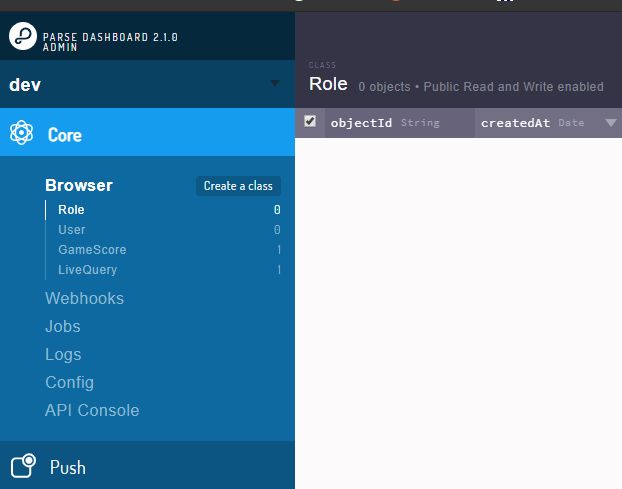 PARSE DASHBOARD 2.1.0
ADMIN
dev
Core
Browser Create a class
Role 0
User 0
GameScore 1
LiveQuery 1
Webhooks
Jobs
Logs
Config
API Console
Push
CLASS
Role 0 objects • Public Read and Write enabled
objectId String createdAt Date